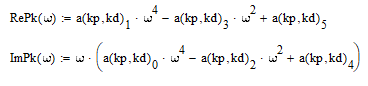 RePk(ω) := a(kp,kd)₁ · ω⁴ − a(kp,kd)₃ · ω² + a(kp,kd)₅
ImPk(ω) := ω · (a(kp,kd)₀ · ω⁴ − a(kp,kd)₂ · ω² + a(kp,kd)₄)